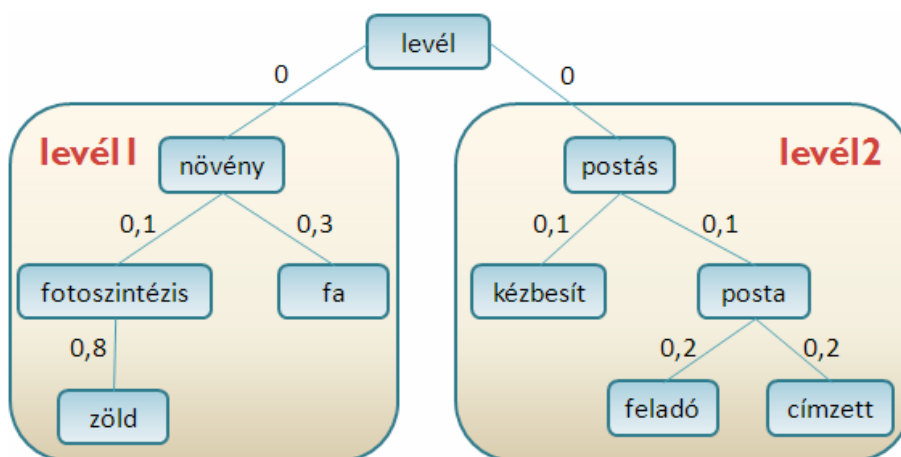 levél
0
0
levél1
levél2
növény
postás
0,1
0,3
0,1
0,1
fotoszintézis
fa
kézbesít
posta
0,8
0,2
0,2
zöld
feladó
címzett